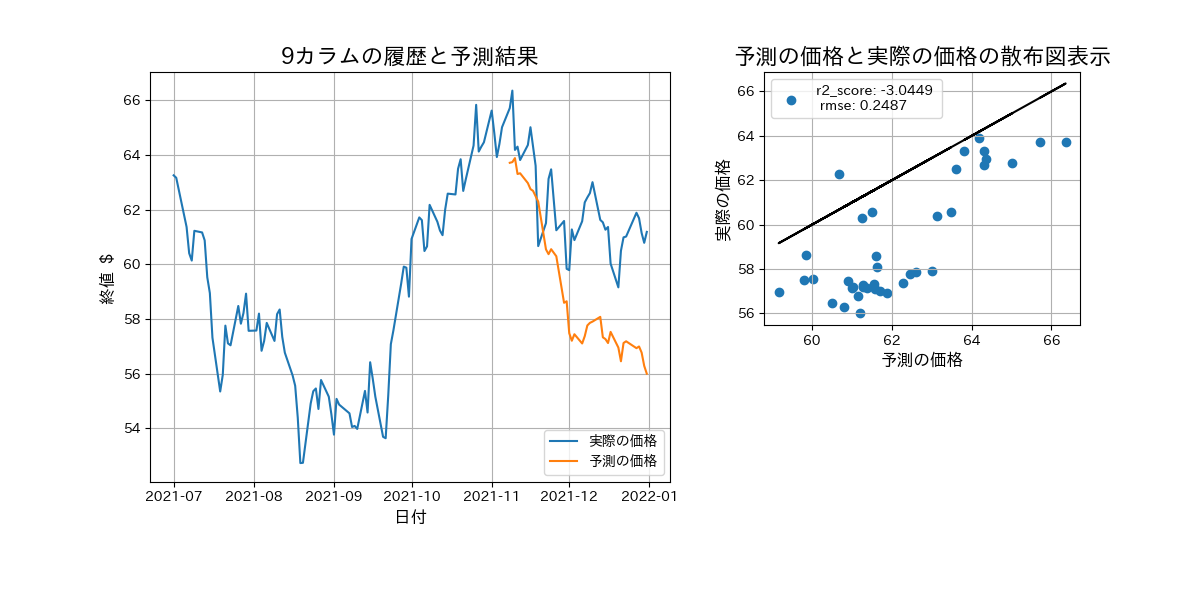 9カラムの履歴と予測結果
66
64
62
60
58
56
54
終値 $
2021-07
2021-08
2021-09
2021-10
2021-11
2021-12
2022-01
日付
実際の価格
予測の価格
予測の価格と実際の価格の散布図表示
r2_score: -3.0449
rmse: 0.2487
66
64
62
60
58
56
実際の価格
60
62
64
66
予測の価格